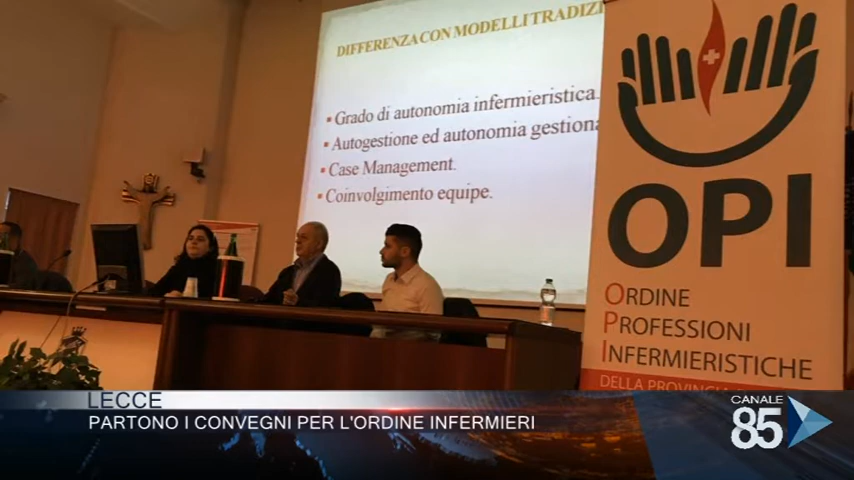 DIFFERENZA CON MODELLI TRADIZI
▪ Grado di autonomia infermieristica.
▪ Autogestione ed autonomia gestiona
▪ Case Management.
▪ Coinvolgimento equipe.
OPI
ORDINE
PROFESSIONI
INFERMIERISTICHE
DELLA PROVINCIA
LECCE
PARTONO I CONVEGNI PER L'ORDINE INFERMIERI
CANALE
85